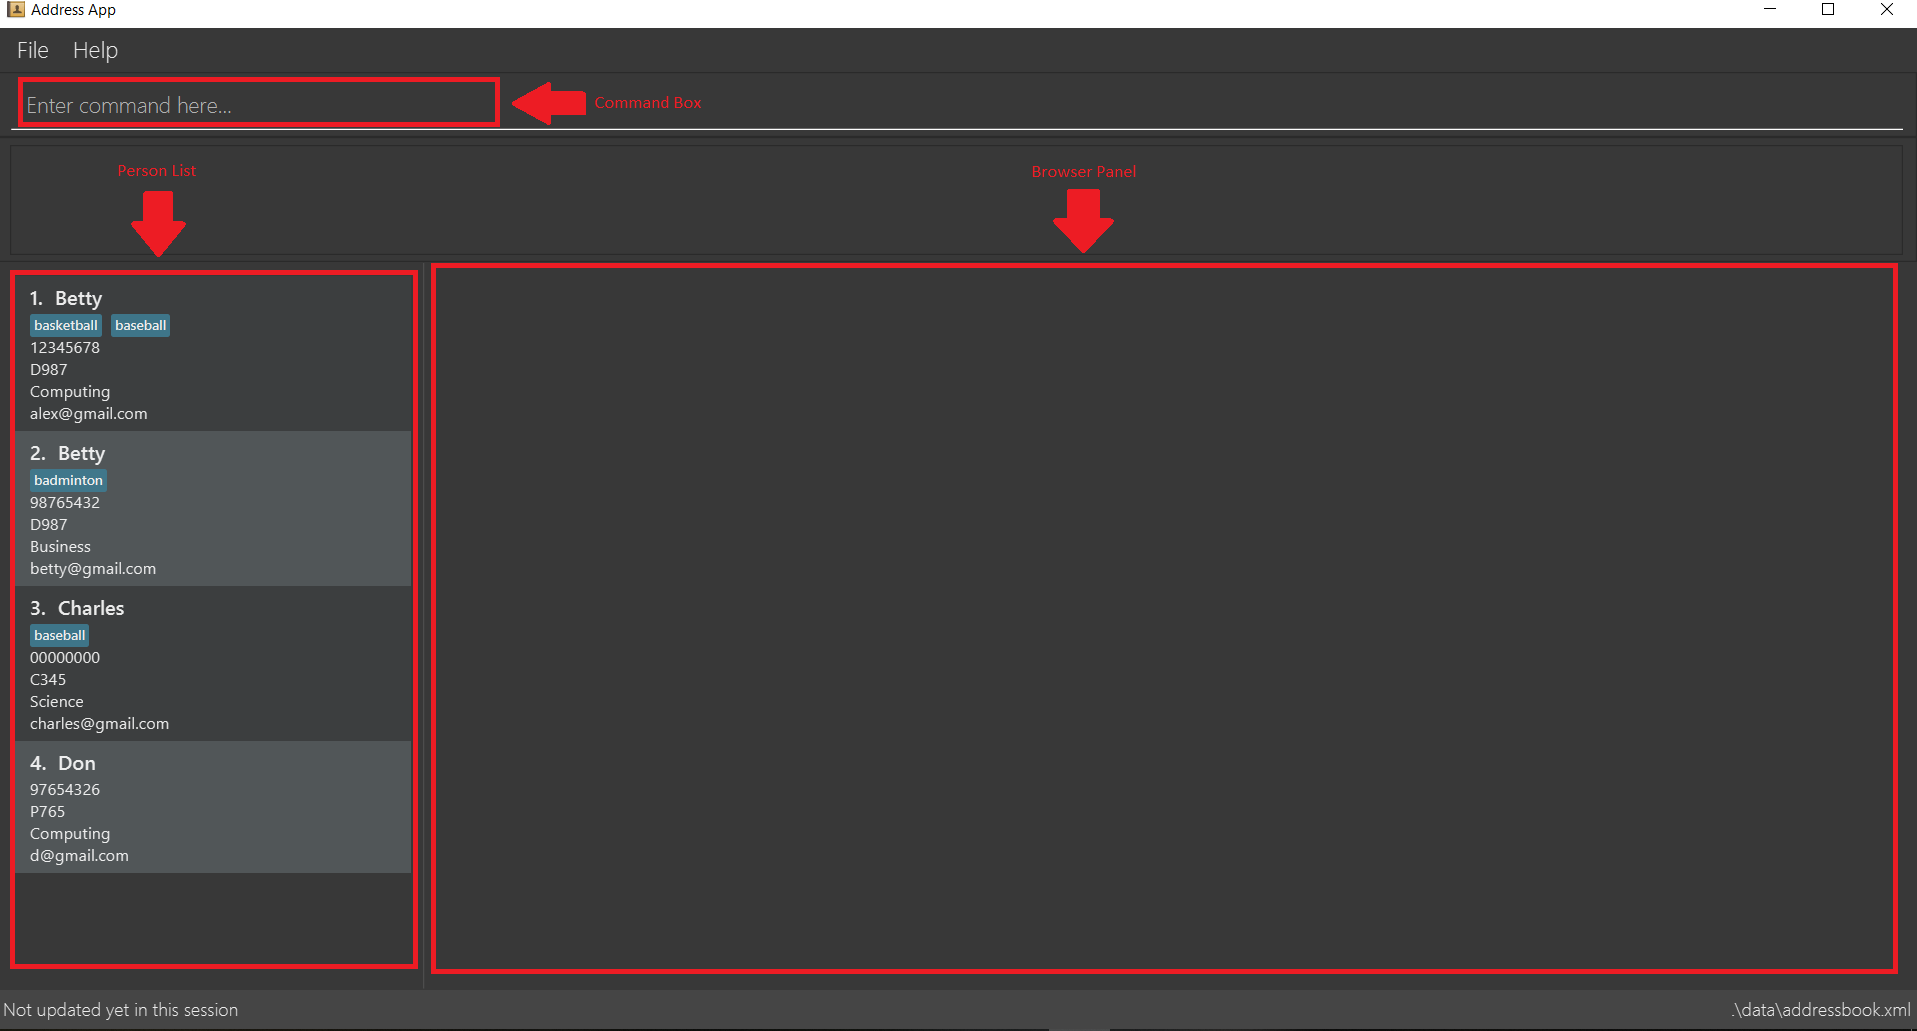 Address App
File Help
Enter command here...
Command Box
Person List
Browser Panel
1. Betty
basketball baseball
12345678
D987
Computing
alex@gmail.com
2. Betty
badminton
98765432
D987
Business
betty@gmail.com
3. Charles
baseball
00000000
C345
Science
charles@gmail.com
4. Don
97654326
P765
Computing
d@gmail.com
Not updated yet in this session
.\data\addressbook.xml